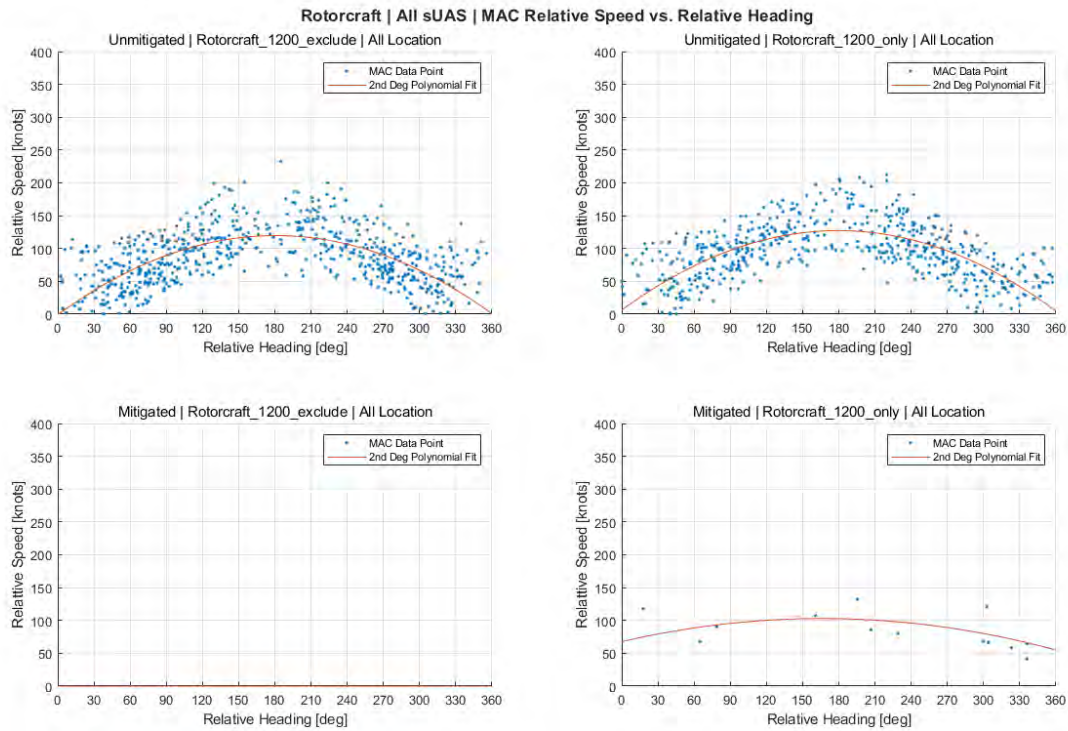 Rotorcraft | All sUAS | MAC Relative Speed vs. Relative Heading
Unmitigated | Rotorcraft_1200_exclude | All Location
MAC Data Point
2nd Deg Polynomial Fit
400
350
300
250
200
150
100
50
0
Relattive Speed [knots]
0 30 60 90 120 150 180 210 240 270 300 330 360
Relative Heading [deg]
Unmitigated | Rotorcraft_1200_only | All Location
MAC Data Point
2nd Deg Polynomial Fit
400
350
300
250
200
150
100
50
0
Relattive Speed [knots]
0 30 60 90 120 150 180 210 240 270 300 330 360
Relative Heading [deg]
Mitigated | Rotorcraft_1200_exclude | All Location
MAC Data Point
2nd Deg Polynomial Fit
400
350
300
250
200
150
100
50
0
Relattive Speed [knots]
0 30 60 90 120 150 180 210 240 270 300 330 360
Relative Heading [deg]
Mitigated | Rotorcraft_1200_only | All Location
MAC Data Point
2nd Deg Polynomial Fit
400
350
300
250
200
150
100
50
0
Relattive Speed [knots]
0 30 60 90 120 150 180 210 240 270 300 330 360
Relative Heading [deg]